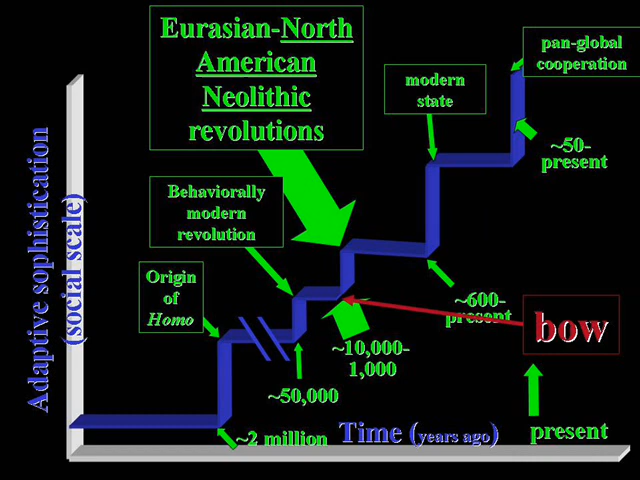 Eurasian-North
American
Neolithic
revolutions
pan-global
cooperation
modern
state
~50-
present
Behaviorally
modern
revolution
Origin
of
Homo
~600-
present
bow
~10,000-
1,000
~50,000
~2 million
Time (years ago)
present
Adaptive sophistication
(social scale)